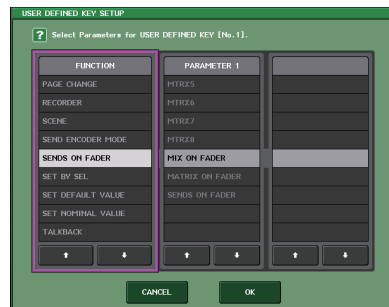 USER DEFINED KEY SETUP
? Select Parameters for USER DEFINED KEY [No.1].
FUNCTION
PAGE CHANGE
RECORDER
SCENE
SEND ENCODER MODE
SENDS ON FADER
SET BY SEL
SET DEFAULT VALUE
SET NOMINAL VALUE
TALKBACK
PARAMETER 1
MTRX5
MTRX6
MTRX7
MTRX8
MIX ON FADER
MATRIX ON FADER
SENDS ON FADER
CANCEL
OK